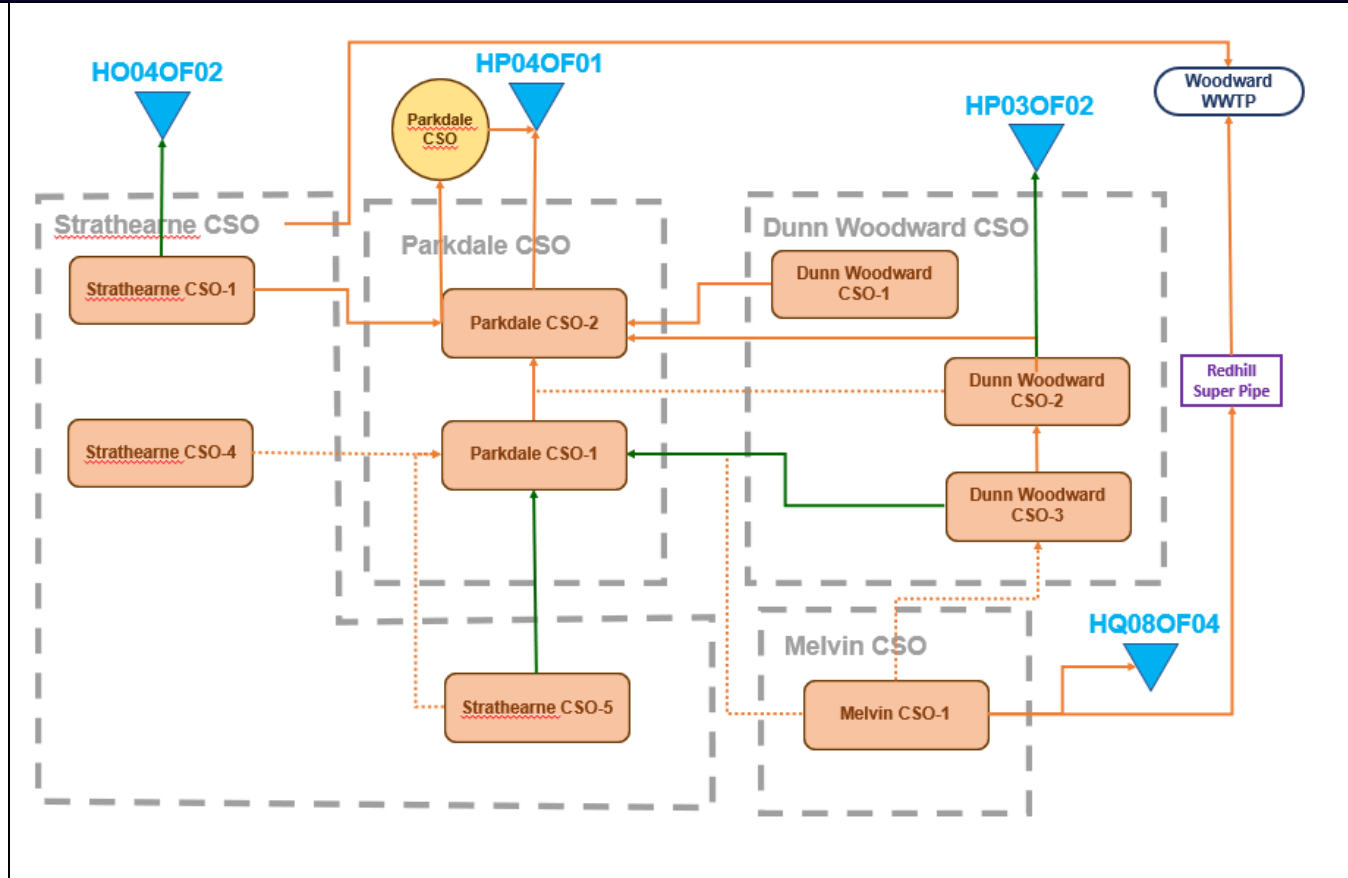 HO04OF02
HP04OF01
Woodward
WWTP
HP03OF02
Parkdale
CSO
Strathearne CSO
Parkdale CSO
Dunn Woodward CSO
Strathearne CSO-1
Parkdale CSO-2
Dunn Woodward
CSO-1
Redhill
Super Pipe
Dunn Woodward
CSO-2
Strathearne CSO-4
Parkdale CSO-1
Dunn Woodward
CSO-3
HQ08OF04
Melvin CSO
Strathearne CSO-5
Melvin CSO-1